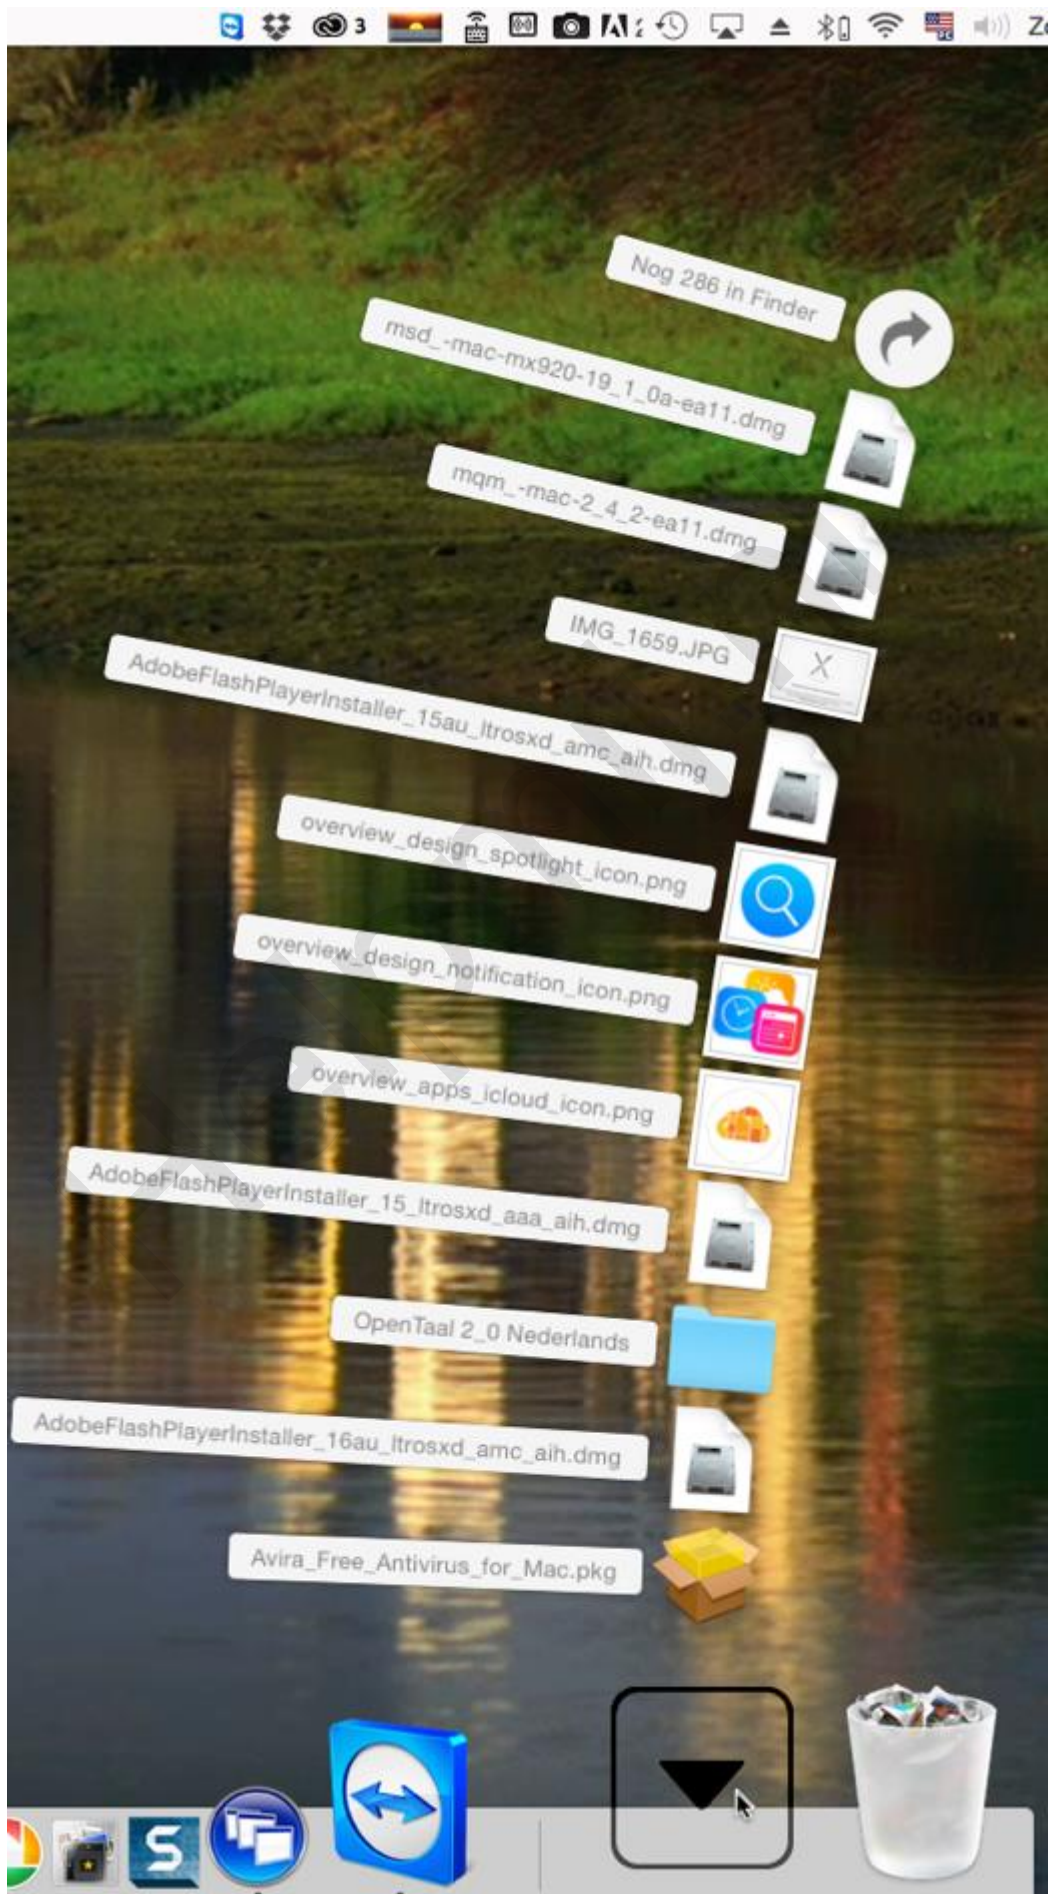 3
Nog 286 in Finder
msd_-mac-mx920-19_1_0a-ea11.dmg
mqm_-mac-2_4_2-ea11.dmg
IMG_1659.JPG
X
AdobeFlashPlayerInstaller_15au_ltrosxd_amc_aih.dmg
overview_design_spotlight_icon.png
overview_design_notification_icon.png
overview_apps_icloud_icon.png
AdobeFlashPlayerInstaller_15_ltrosxd_aaa_aih.dmg
OpenTaal 2_0 Nederlands
AdobeFlashPlayerInstaller_16au_ltrosxd_amc_aih.dmg
Avira_Free_Antivirus_for_Mac.pkg
S